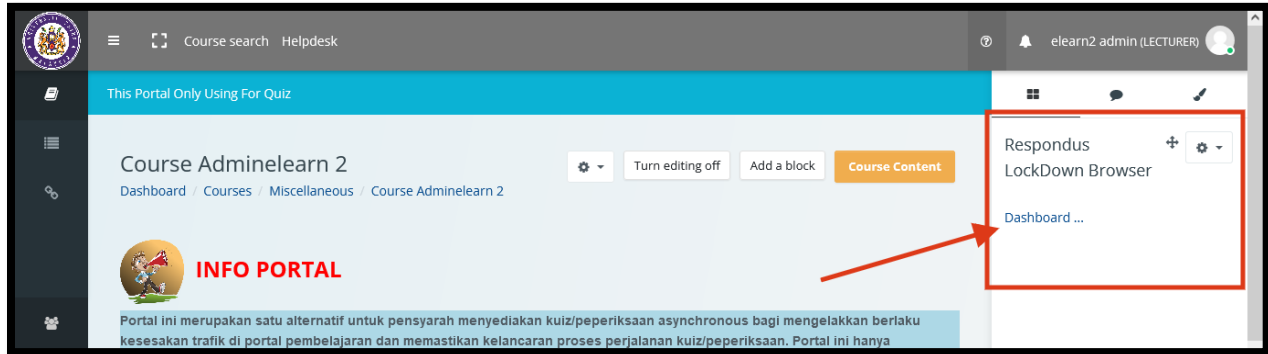 Course search Helpdesk
elearn2 admin (LECTURER)
This Portal Only Using For Quiz
Course Adminelearn 2
Turn editing off
Add a block
Course Content
Dashboard / Courses / Miscellaneous / Course Adminelearn 2
INFO PORTAL
Portal ini merupakan satu alternatif untuk pensyarah menyediakan kuiz/peperiksaan asynchronous bagi mengelakkan berlaku
kesesakan trafik di portal pembelajaran dan memastikan kelancaran proses perjalanan kuiz/peperiksaan. Portal ini hanya
Respondus
LockDown Browser
Dashboard ...